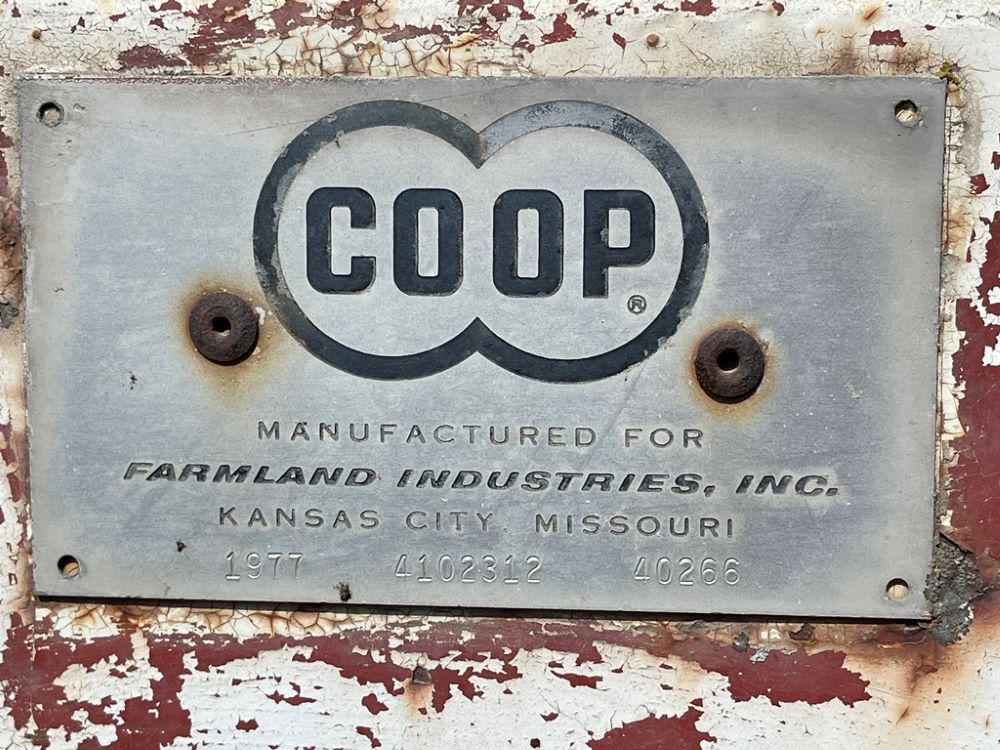 COOP®
MANUFACTURED FOR
FARMLAND INDUSTRIES, INC.
KANSAS CITY, MISSOURI
1977 4102312 40266